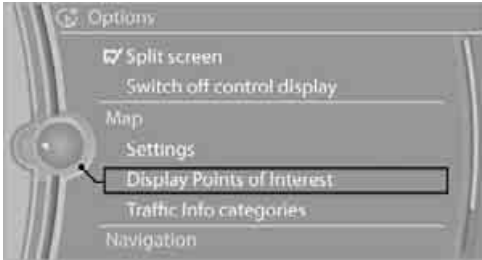 Options
Split screen
Switch off control display
Map
Settings
Display Points of Interest
Traffic Info categories
Navigation